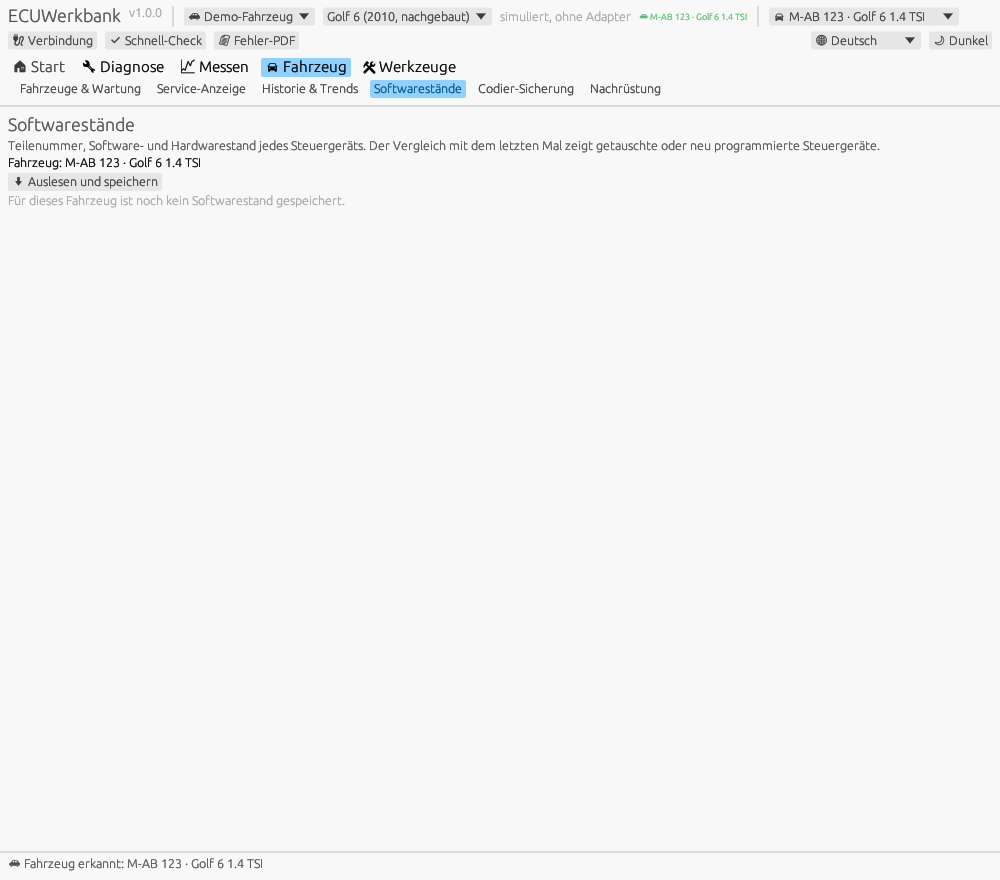 ECUWerkbank v1.0.0 Demo-Fahrzeug Golf 6 (2010, nachgebaut) simuliert, ohne Adapter M-AB 123 · Golf 6 1.4 TSI M-AB 123 · Golf 6 1.4 TSI
Verbindung Schnell-Check Fehler-PDF Deutsch Dunkel
Start Diagnose Messen Fahrzeug Werkzeuge
Fahrzeuge & Wartung Service-Anzeige Historie & Trends Softwarestände Codier-Sicherung Nachrüstung
Softwarestände
Teilenummer, Software- und Hardwarestand jedes Steuergeräts. Der Vergleich mit dem letzten Mal zeigt getauschte oder neu programmierte Steuergeräte.
Fahrzeug: M-AB 123 · Golf 6 1.4 TSI
Auslesen und speichern
Für dieses Fahrzeug ist noch kein Softwarestand gespeichert.
Fahrzeug erkannt: M-AB 123 · Golf 6 1.4 TSI